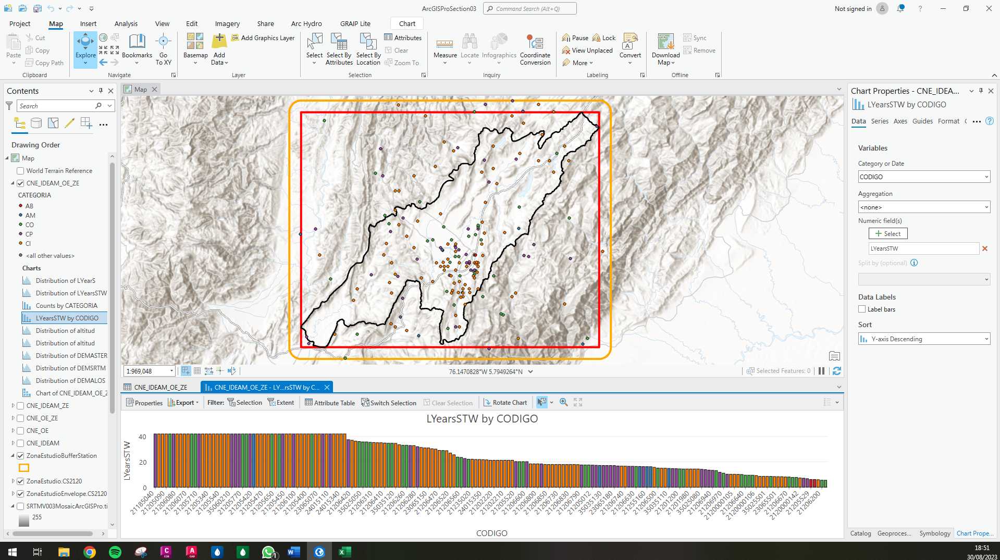 ArcGISProSection03
Command Search (Alt+Q)
Not signed in
?
Project
Map
Insert
Analysis
View
Edit
Imagery
Share
Arc Hydro
GRAIP Lite
Chart
Paste
Cut
Copy
Copy Path
Clipboard
Explore
Bookmarks
Go
To XY
Navigate
Basemap
Add
Data
Add Graphics Layer
Layer
Select
Select By
Attributes
Select By
Location
Attributes
Clear
Zoom To
Selection
Measure
Locate
Infographics
Coordinate
Conversion
Inquiry
Pause
Lock
View Unplaced
More
Convert
Labeling
Download
Map
Sync
Remove
Offline
Contents
Search
Drawing Order
Map
World Terrain Reference
CNE_IDEAM_OE_ZE
CATEGORIA
AB
AM
CO
CP
CI
<all other values>
Charts
Distribution of LYearS
Distribution of LYearsSTW
Counts by CATEGORIA
LYearsSTW by CODIGO
Distribution of altitud
Distribution of altitud
Distribution of DEMASTER
Distribution of DEMSRTM
Distribution of DEMALOS
Chart of CNE_IDEAM_OE_Z
CNE_IDEAM_ZE
CNE_OE_ZE
CNE_OE
CNE_IDEAM
ZonaEstudioBufferStation
ZonaEstudio.CS2120
ZonaEstudioEnvelope.CS2120
SRTMV003MosaicArcGISPro.ti
255
Map
1:969,048
76.1470828°W 5.7949264°N
Selected Features: 0
CNE_IDEAM_OE_ZE
CNE_IDEAM_OE_ZE - LY...rsSTW by C...
Properties
Export
Filter:
Selection
Extent
Attribute Table
Switch Selection
Clear Selection
Rotate Chart
LYearsSTW by CODIGO
LYearsSTW
40
20
0
21185040
21205090
21206080
21206070
21205710
21205340
21205540
35060210
21205770
21205420
21205470
21205650
21205450
21206100
21205400
23065070
24015110
24015340
21206420
35025050
21206310
21206410
35035120
21206260
21206280
23065150
21206470
21206520
21206560
21235020
24015350
21202220
21202210
21205520
21206600
21206800
21206850
21206730
21206830
21206790
21205012
35035130
23065180
21206740
21206630
21255160
21206500
35035110
21201200
21201980
35025080
21206940
21206970
2120000105
21206640
2120000106
35025501
23065501
21206670
2120000142
21205529
21206200
CODIGO
Chart Properties - CNE_IDEA...
LYearsSTW by CODIGO
Data
Series
Axes
Guides
Format
?
Variables
Category or Date
CODIGO
Aggregation
<none>
Numeric field(s)
Select
LYearsSTW
Split by (optional)
Data Labels
Label bars
Sort
Y-axis Descending
Catalog
Geoproces...
Symbology
Chart Prope...
18:51
30/08/2023